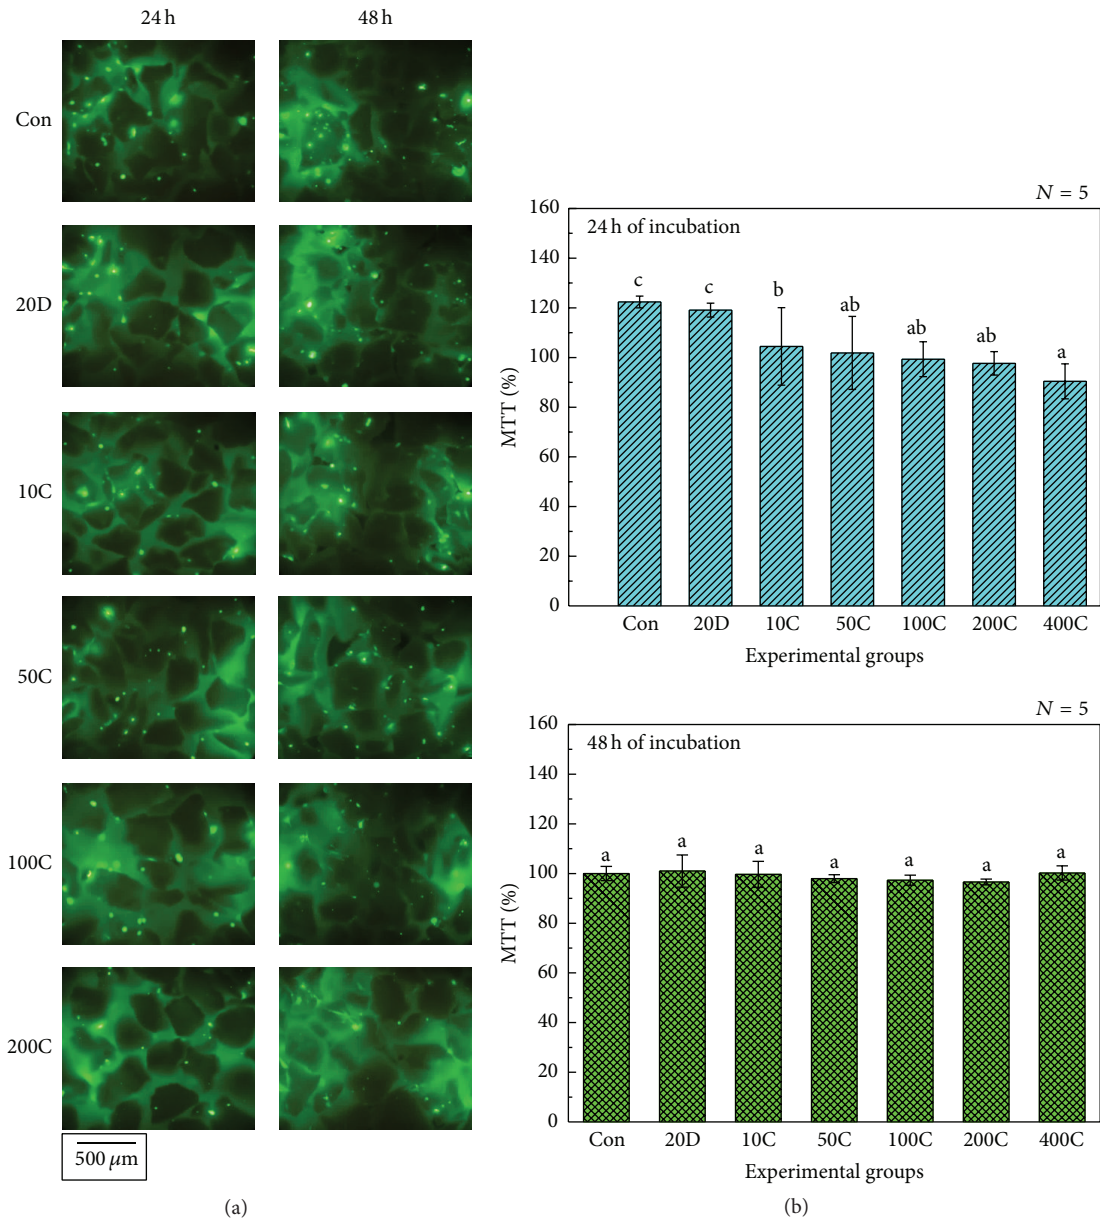 24 h 48 h
Con
20D
10C
50C
100C
200C
500 μm
(a)
N = 5
24 h of incubation
160
140
120
100
80
60
40
20
0
MTT (%)
c c b ab ab ab a
Con 20D 10C 50C 100C 200C 400C
Experimental groups
N = 5
48 h of incubation
160
140
120
100
80
60
40
20
0
MTT (%)
a a a a a a a
Con 20D 10C 50C 100C 200C 400C
Experimental groups
(b)